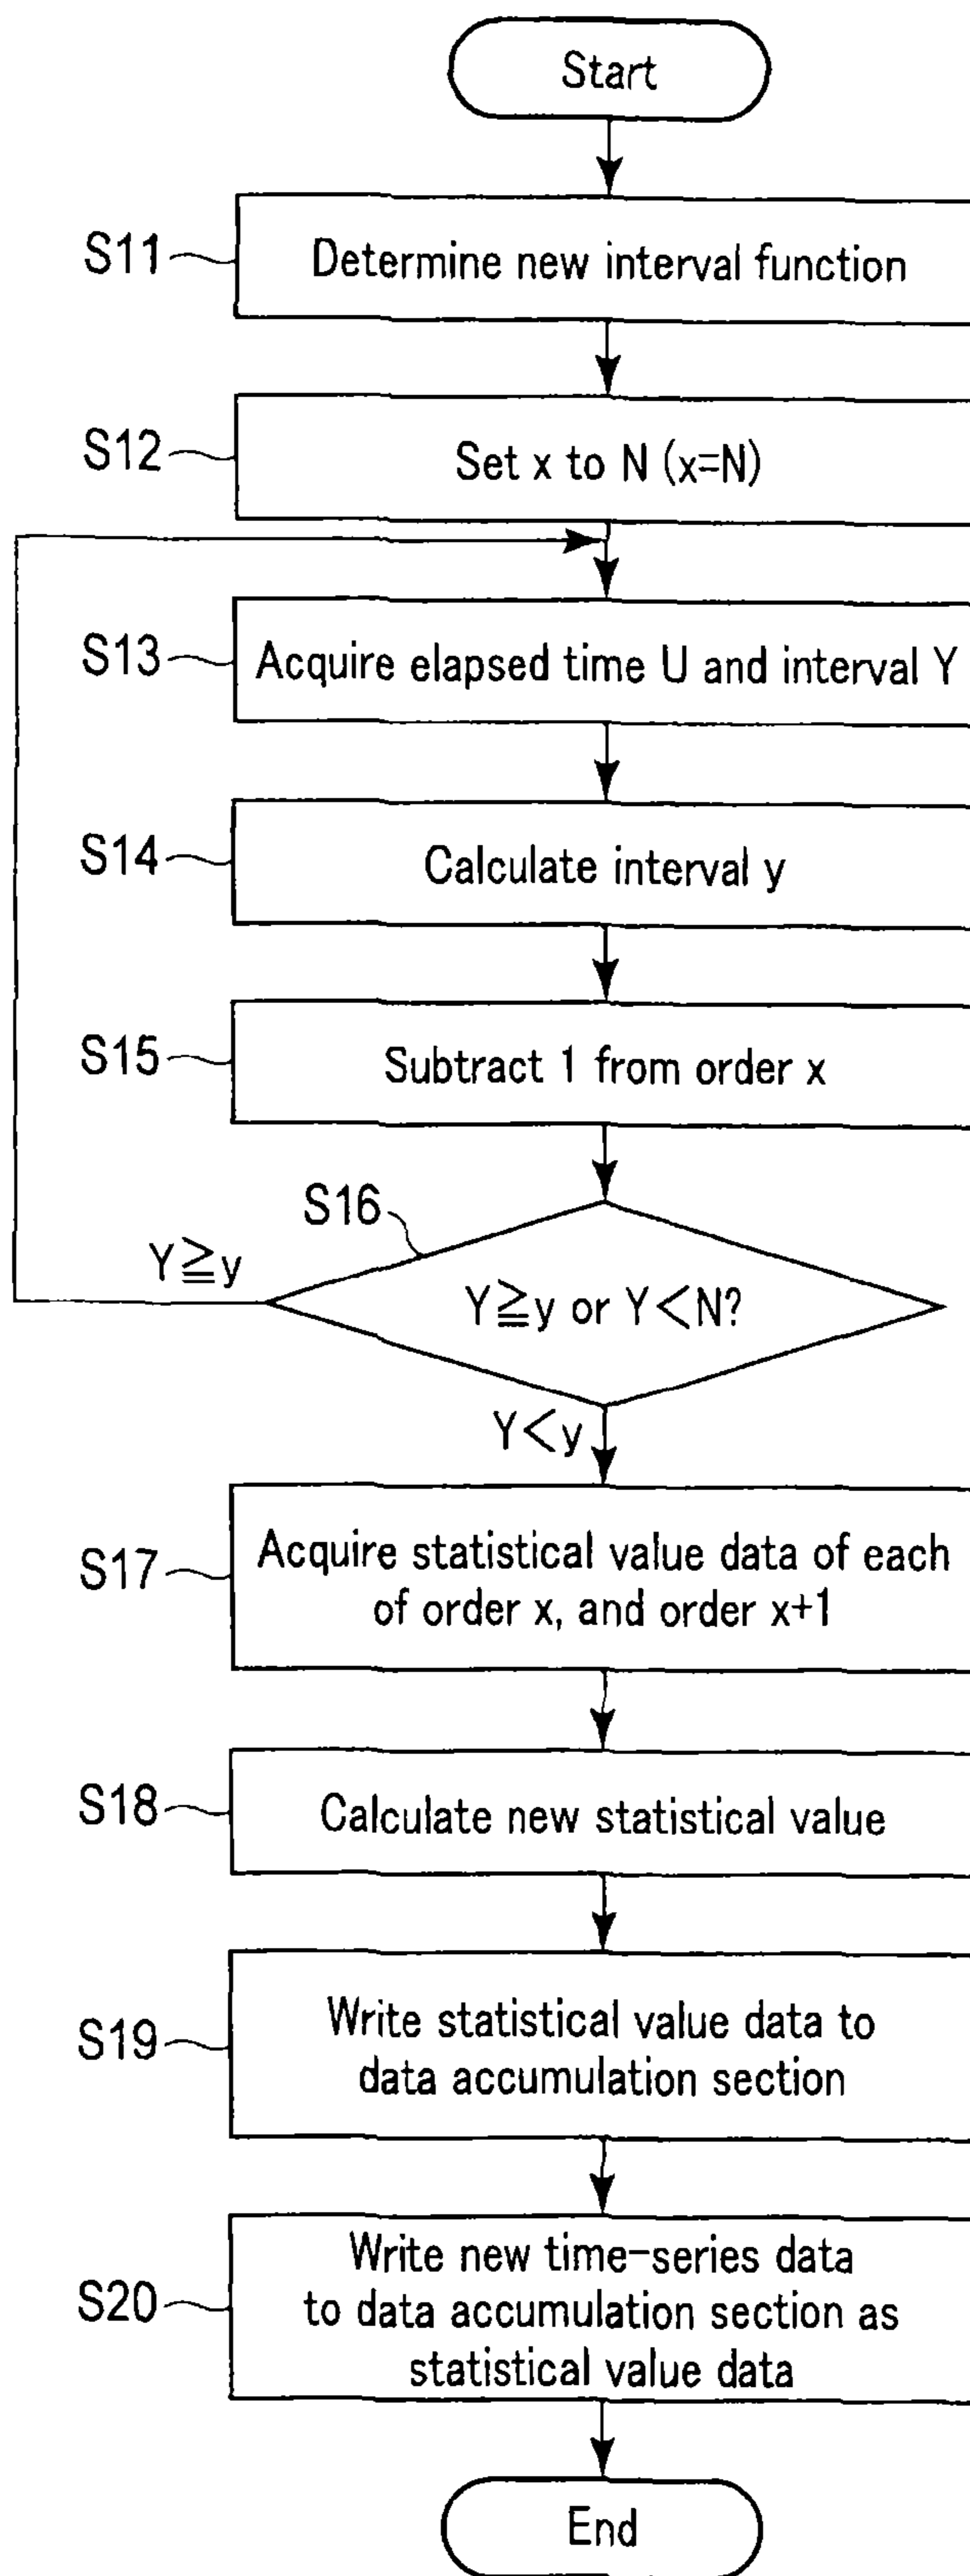 Start
S11
Determine new interval function
S12
Set x to N (x=N)
S13
Acquire elapsed time U and interval Y
S14
Calculate interval y
S15
Subtract 1 from order x
S16
Y≧y
Y≧y or Y<N?
Y<y
S17
Acquire statistical value data of each
of order x, and order x+1
S18
Calculate new statistical value
S19
Write statistical value data to
data accumulation section
S20
Write new time-series data
to data accumulation section as
statistical value data
End